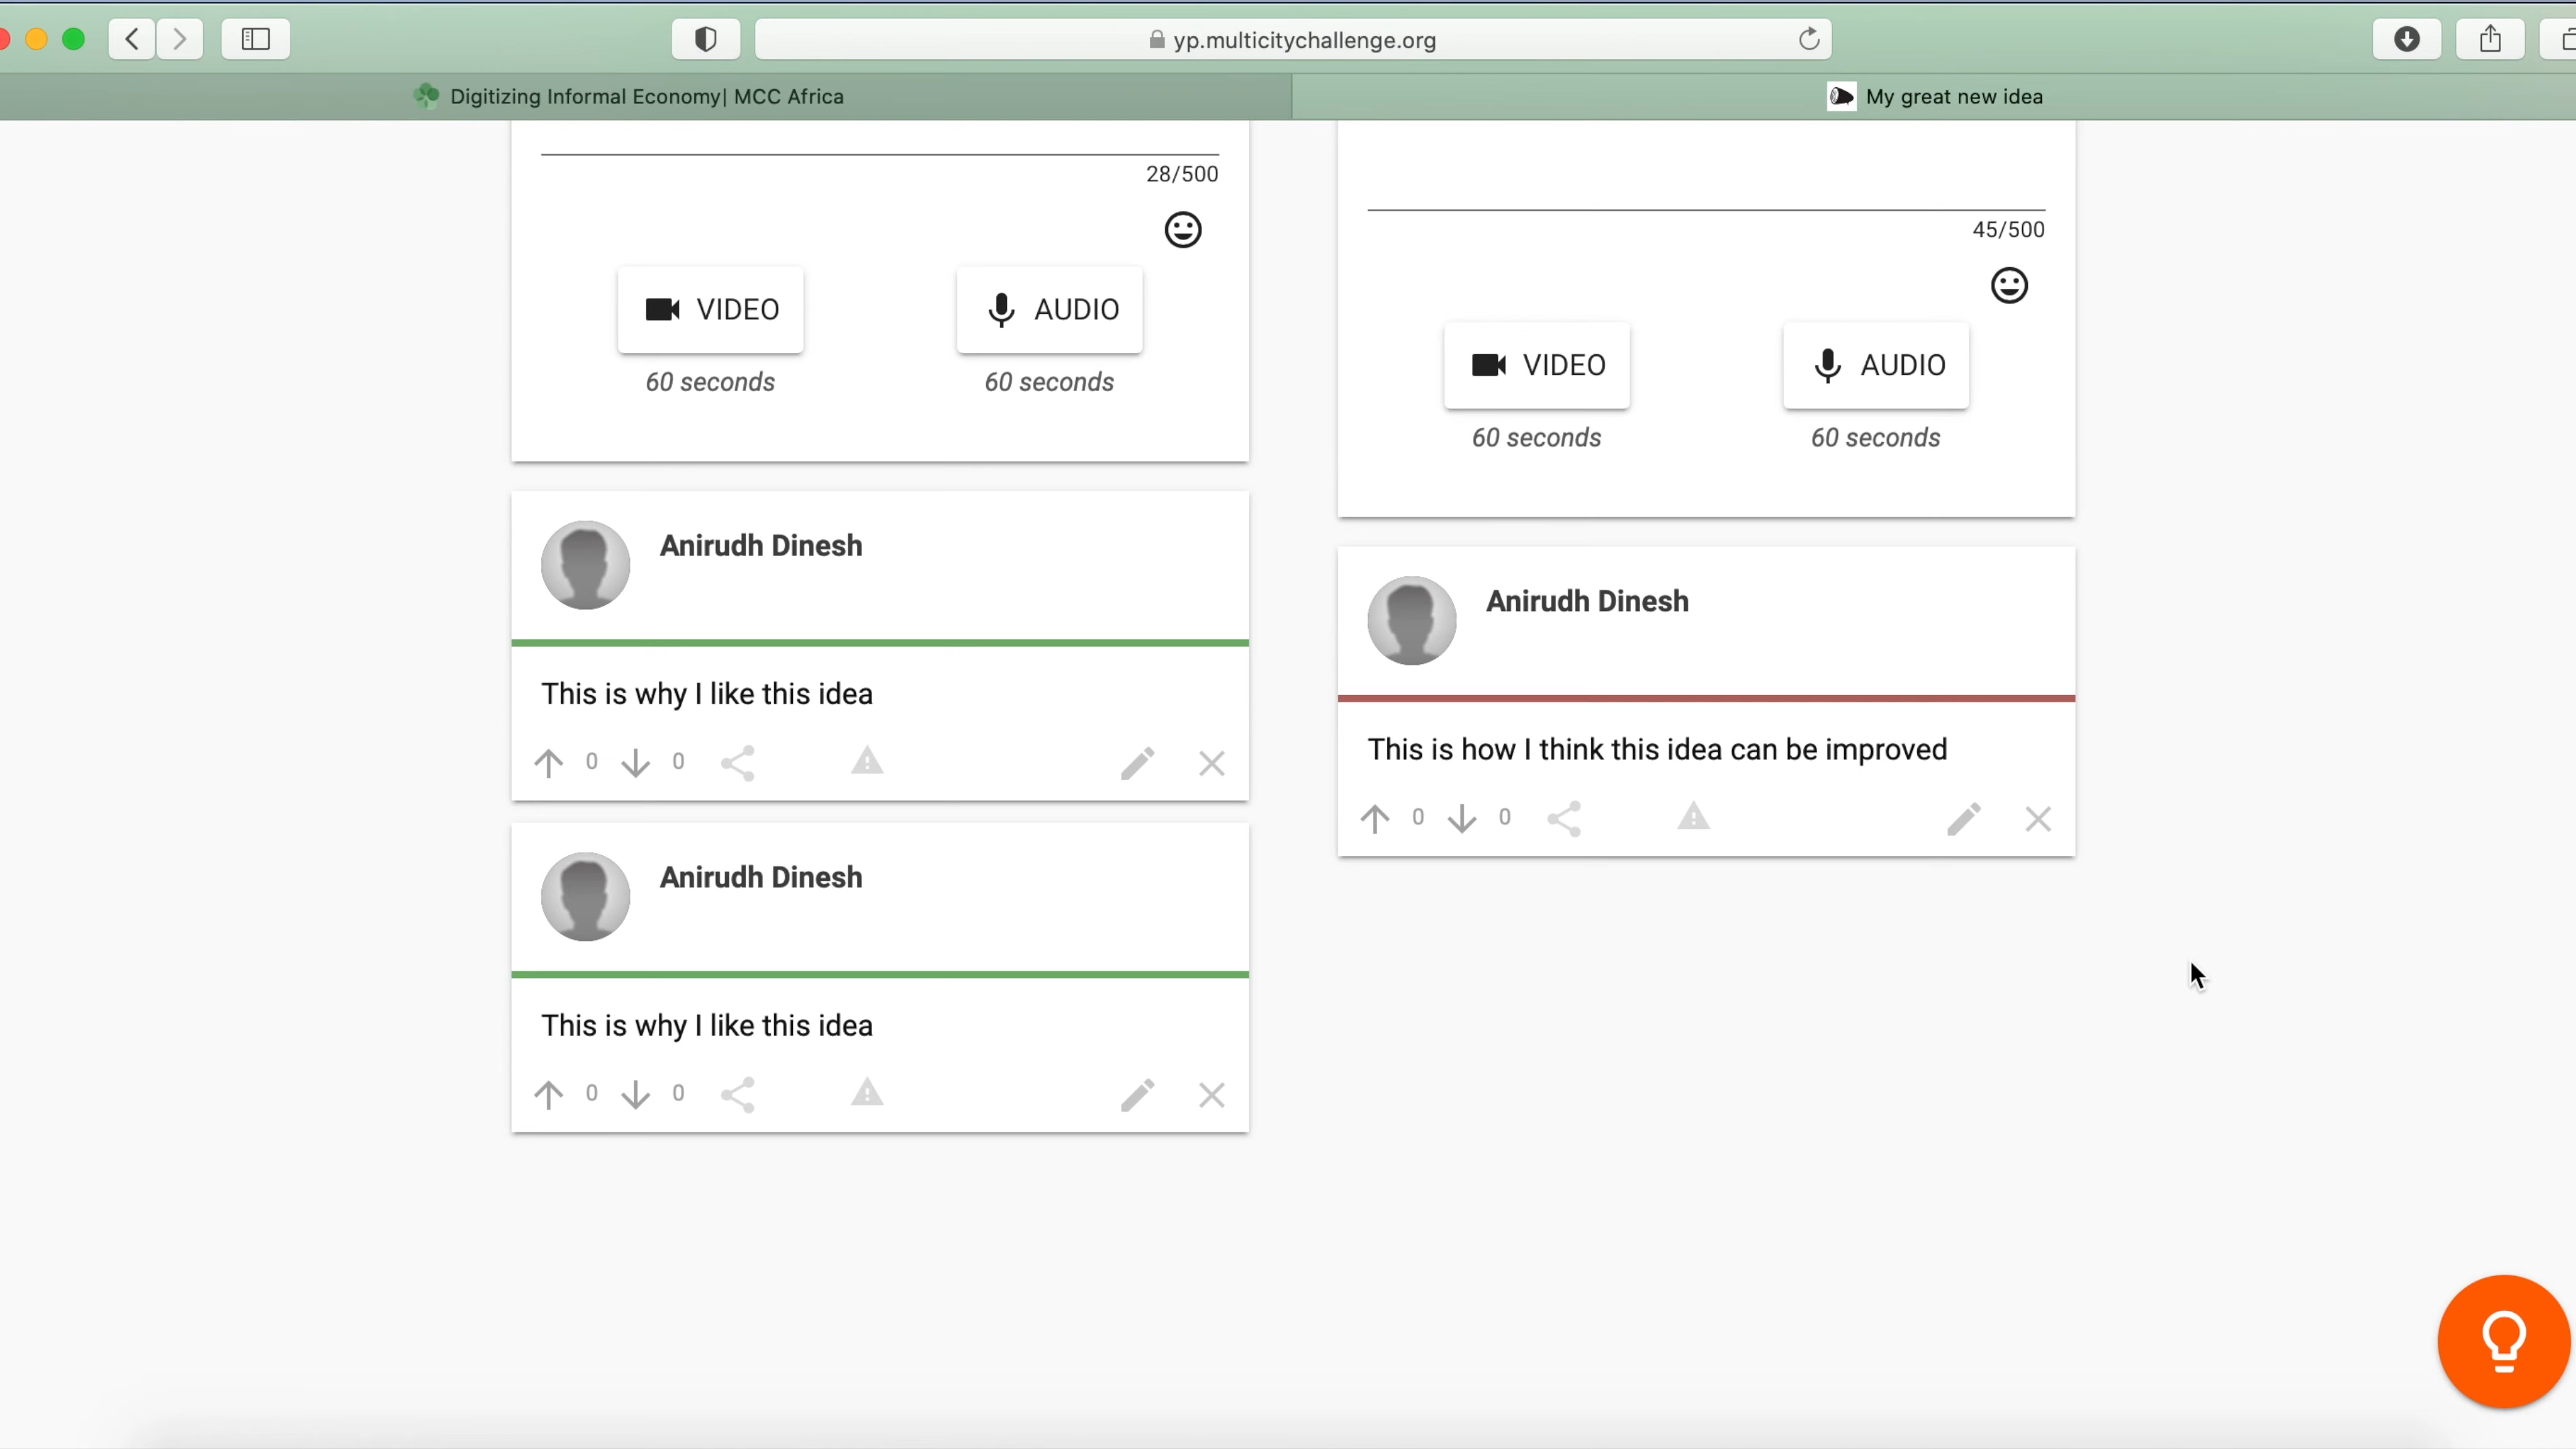 yp.multicitychallenge.org
Digitizing Informal Economy| MCC Africa
My great new idea
28/500
VIDEO
AUDIO
60 seconds
60 seconds
Anirudh Dinesh
This is why I like this idea
0 0
Anirudh Dinesh
This is why I like this idea
0 0
45/500
VIDEO
AUDIO
60 seconds
60 seconds
Anirudh Dinesh
This is how I think this idea can be improved
0 0